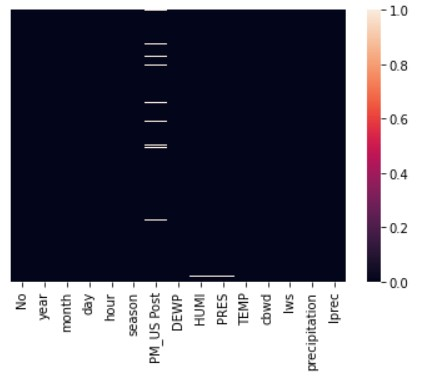 1.0
0.8
0.6
0.4
0.2
0.0
No
year
month
day
hour
season
PM_US Post
DEWP
HUMI
PRES
TEMP
cbwd
Iws
precipitation
Iprec